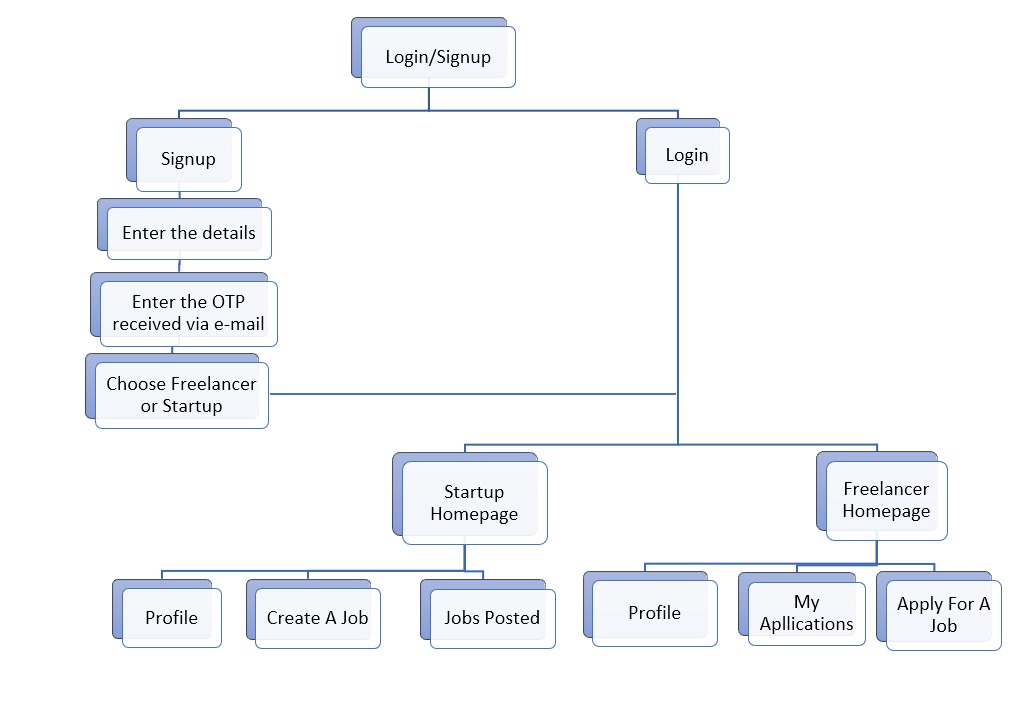 Login/Signup
Signup
Login
Enter the details
Enter the OTP
received via e-mail
Choose Freelancer
or Startup
Startup
Homepage
Freelancer
Homepage
Profile
Create A Job
Jobs Posted
Profile
My
Apllications
Apply For A
Job